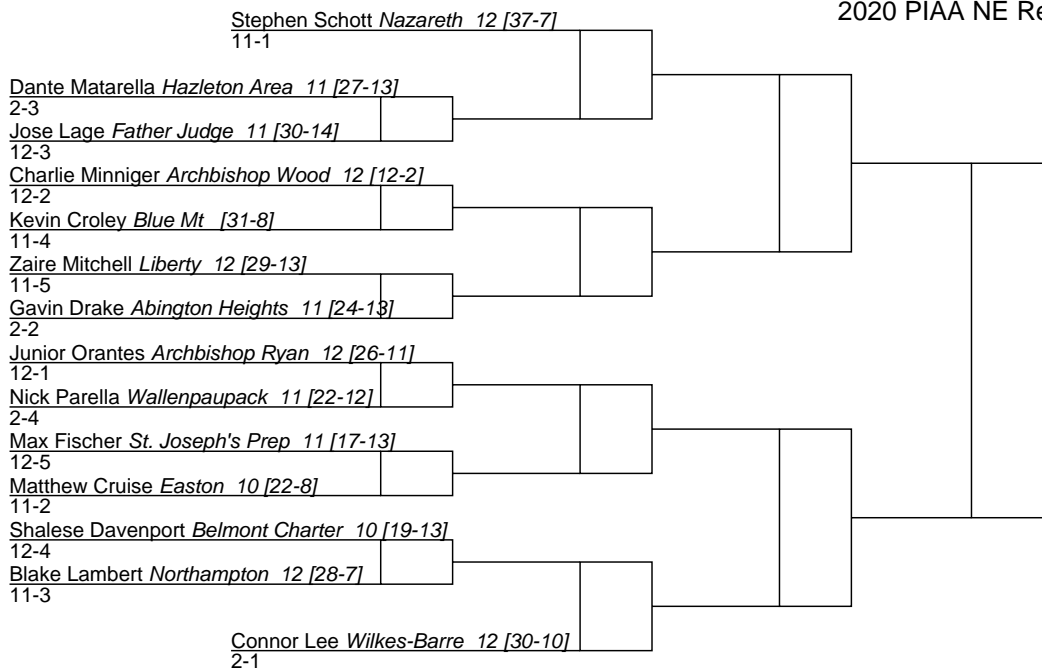 2020 PIAA NE Re
Stephen Schott Nazareth 12 [37-7]
11-1
Dante Matarella Hazleton Area 11 [27-13]
2-3
Jose Lage Father Judge 11 [30-14]
12-3
Charlie Minniger Archbishop Wood 12 [12-2]
12-2
Kevin Croley Blue Mt [31-8]
11-4
Zaire Mitchell Liberty 12 [29-13]
11-5
Gavin Drake Abington Heights 11 [24-13]
2-2
Junior Orantes Archbishop Ryan 12 [26-11]
12-1
Nick Parella Wallenpaupack 11 [22-12]
2-4
Max Fischer St. Joseph's Prep 11 [17-13]
12-5
Matthew Cruise Easton 10 [22-8]
11-2
Shalese Davenport Belmont Charter 10 [19-13]
12-4
Blake Lambert Northampton 12 [28-7]
11-3
Connor Lee Wilkes-Barre 12 [30-10]
2-1